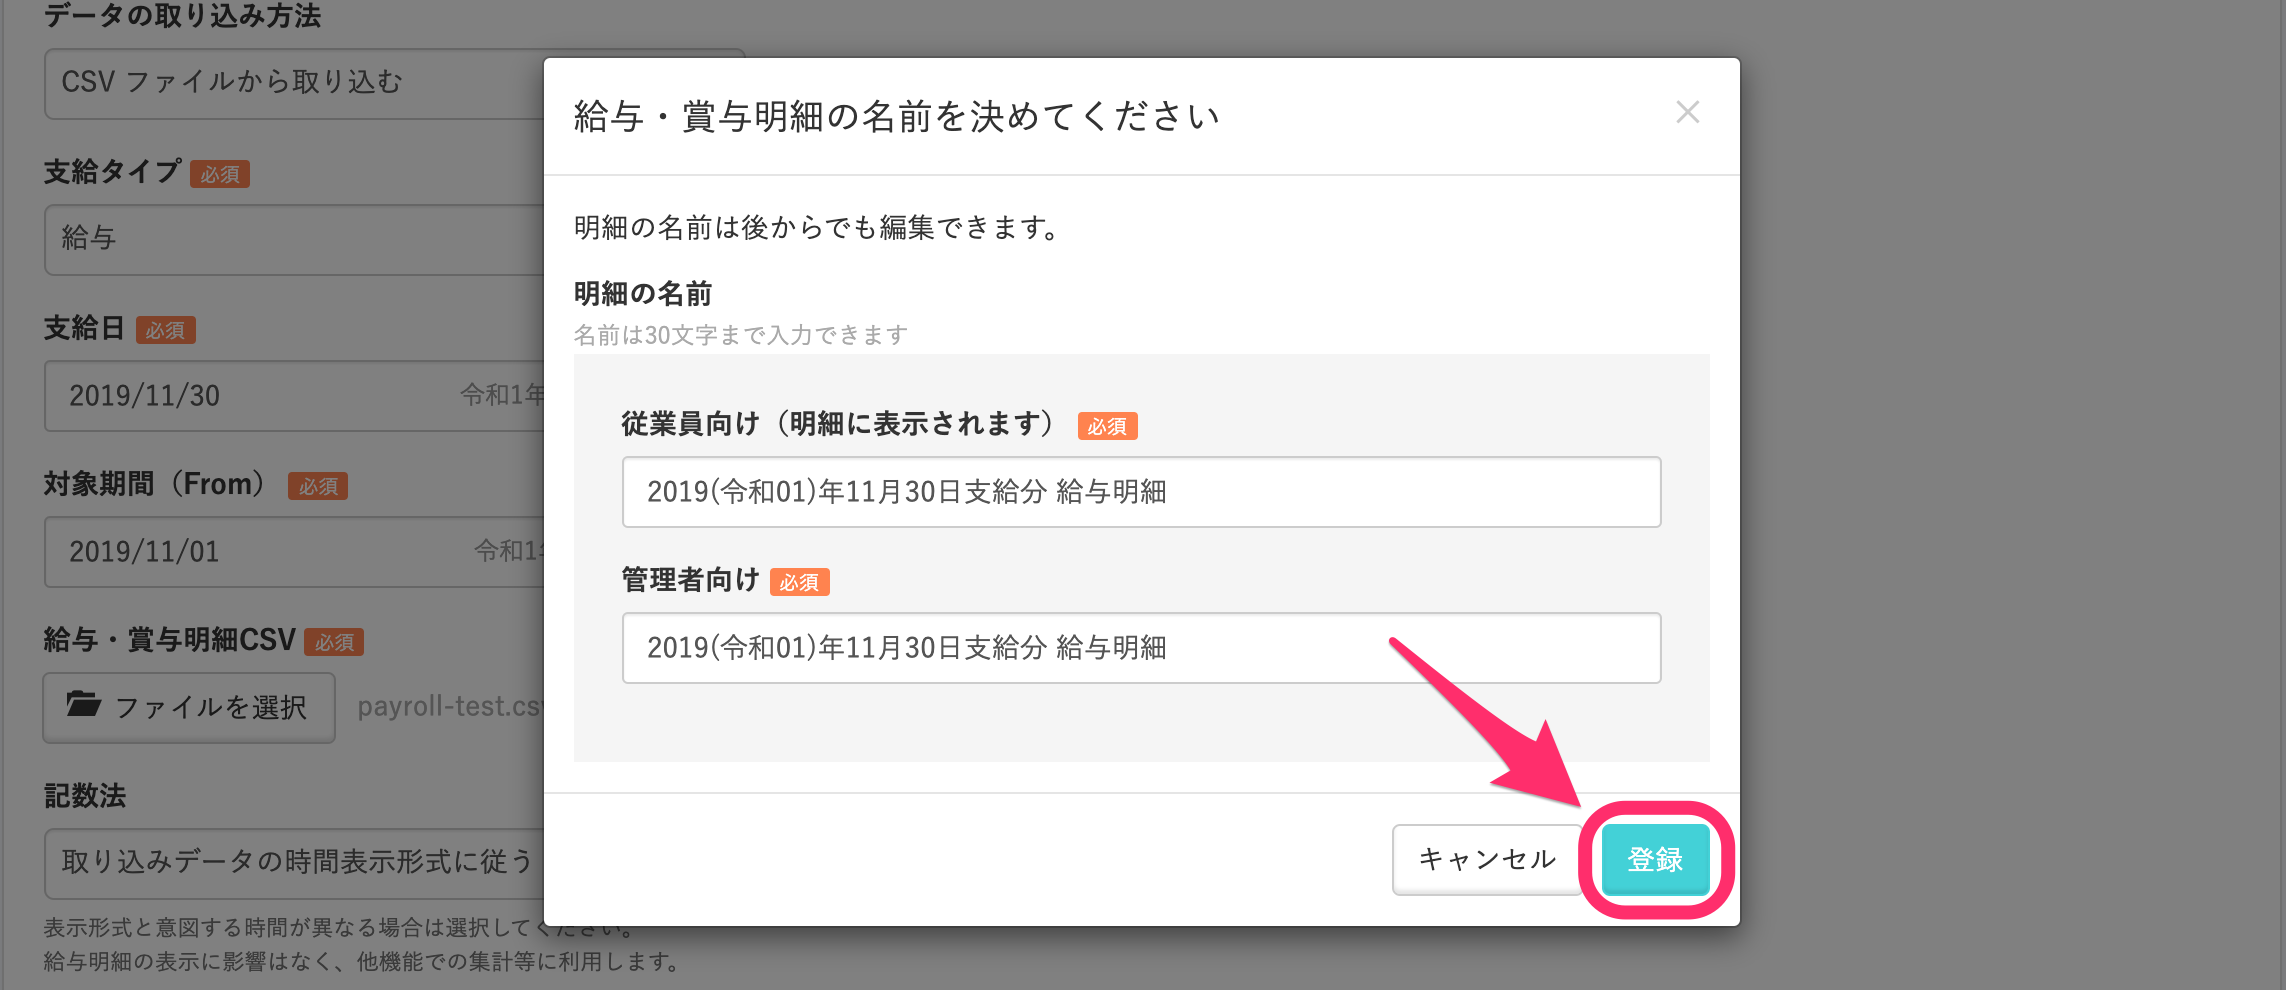 データの取り込み方法
CSV ファイルから取り込む
支給タイプ 必須
給与
支給日 必須
2019/11/30 令和1年
対象期間（From） 必須
2019/11/01 令和1
給与・賞与明細CSV 必須
ファイルを選択 payroll-test.cs
記数法
取り込みデータの時間表示形式に従う
表示形式と意図する時間が異なる場合は選択してください。
給与明細の表示に影響はなく、他機能での集計等に利用します。
給与・賞与明細の名前を決めてください
×
明細の名前は後からでも編集できます。
明細の名前
名前は30文字まで入力できます
従業員向け（明細に表示されます） 必須
2019(令和01)年11月30日支給分 給与明細
管理者向け 必須
2019(令和01)年11月30日支給分 給与明細
キャンセル
登録